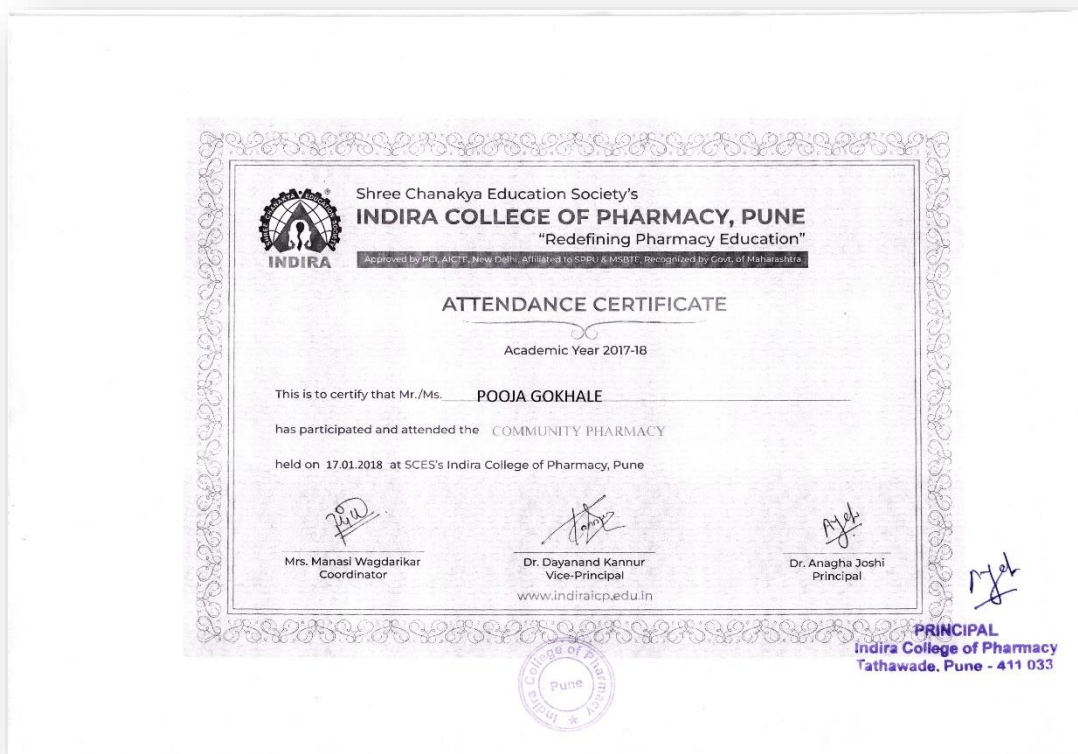 Shree Chanakya Education Society's
INDIRA COLLEGE OF PHARMACY, PUNE
"Redefining Pharmacy Education"
Approved by PCI, AICTE, New Delhi, Affiliated to SPPU & MSBTE, Recognized by Govt. of Maharashtra
SHREE CHANAKYA EDUCATION SOCIETY
®
INDIRA
ATTENDANCE CERTIFICATE
Academic Year 2017-18
This is to certify that Mr./Ms. POOJA GOKHALE
has participated and attended the COMMUNITY PHARMACY
held on 17.01.2018 at SCES's Indira College of Pharmacy, Pune
Mrs. Manasi Wagdarikar
Coordinator
Dr. Dayanand Kannur
Vice-Principal
Dr. Anagha Joshi
Principal
www.indiraicp.edu.in
PRINCIPAL
Indira College of Pharmacy
Tathawade, Pune - 411 033
Indira College of Pharmacy
Pune